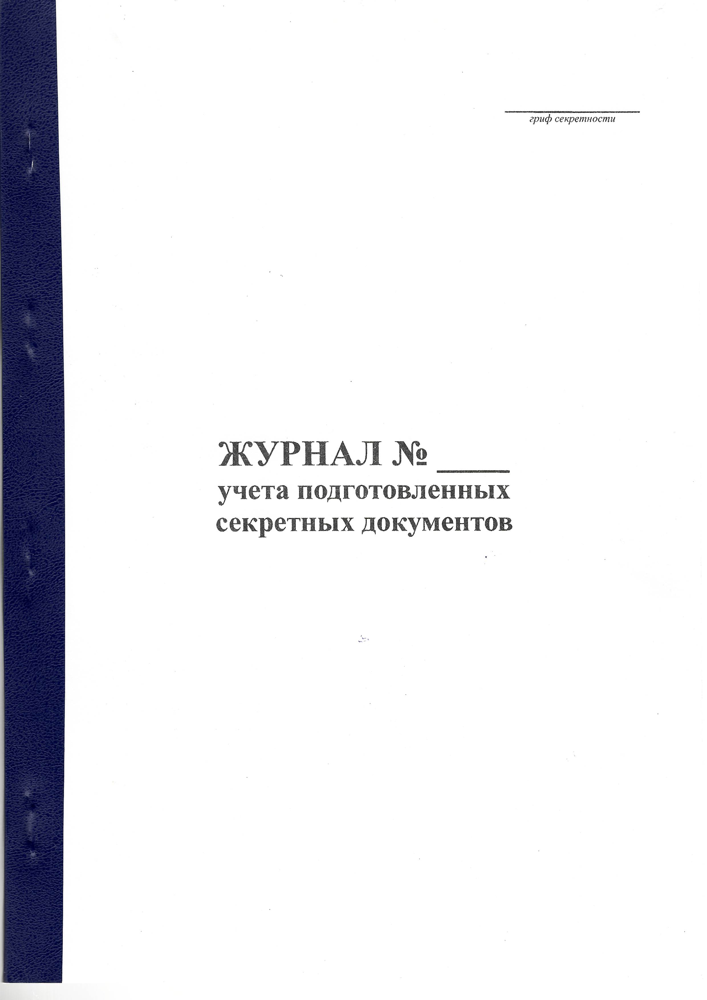 гриф секретности
ЖУРНАЛ № ____
учета подготовленных
секретных документов